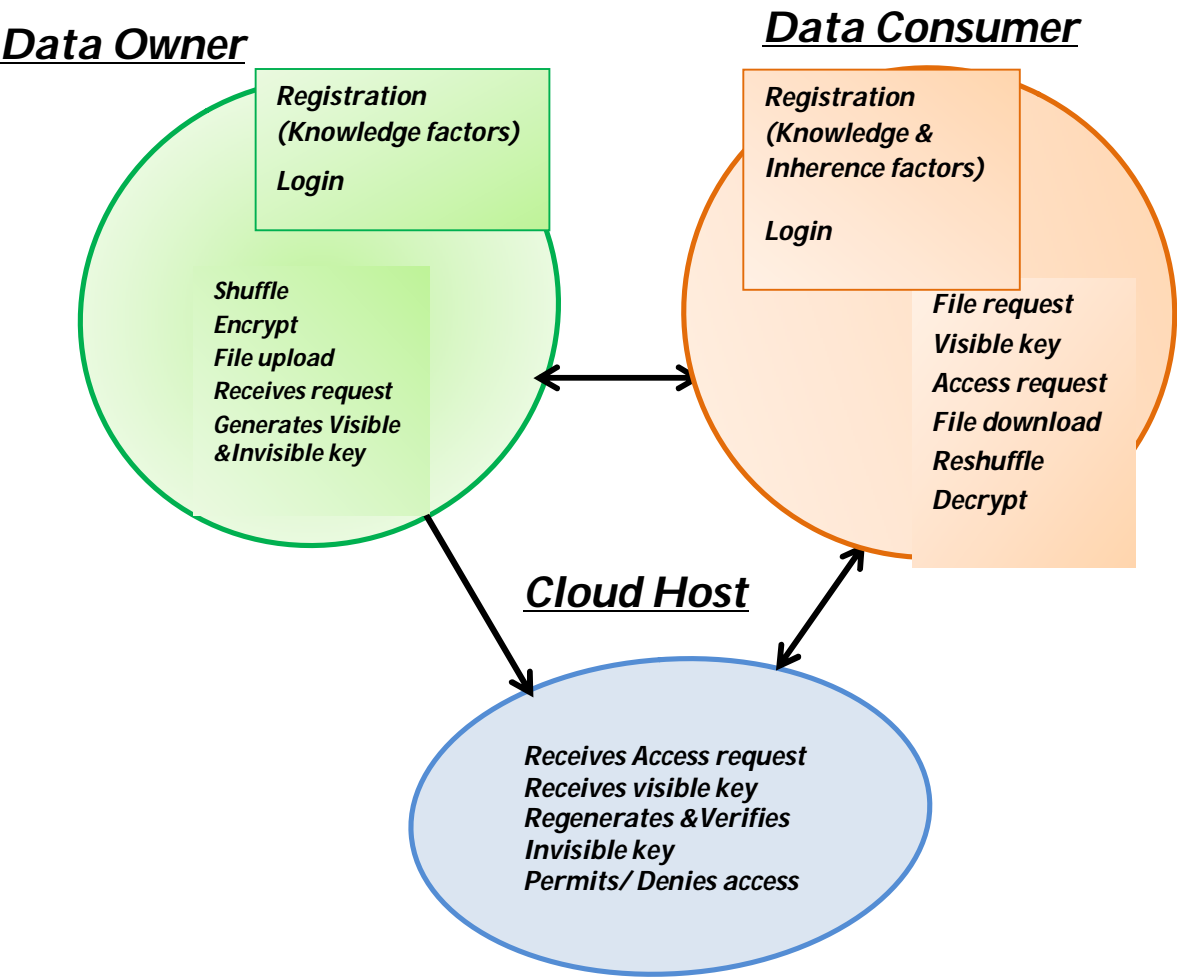 Data Owner
Registration
(Knowledge factors)
Login
Shuffle
Encrypt
File upload
Receives request
Generates Visible
&Invisible key
Data Consumer
Registration
(Knowledge &
Inherence factors)
Login
File request
Visible key
Access request
File download
Reshuffle
Decrypt
Cloud Host
Receives Access request
Receives visible key
Regenerates &Verifies
Invisible key
Permits/ Denies access